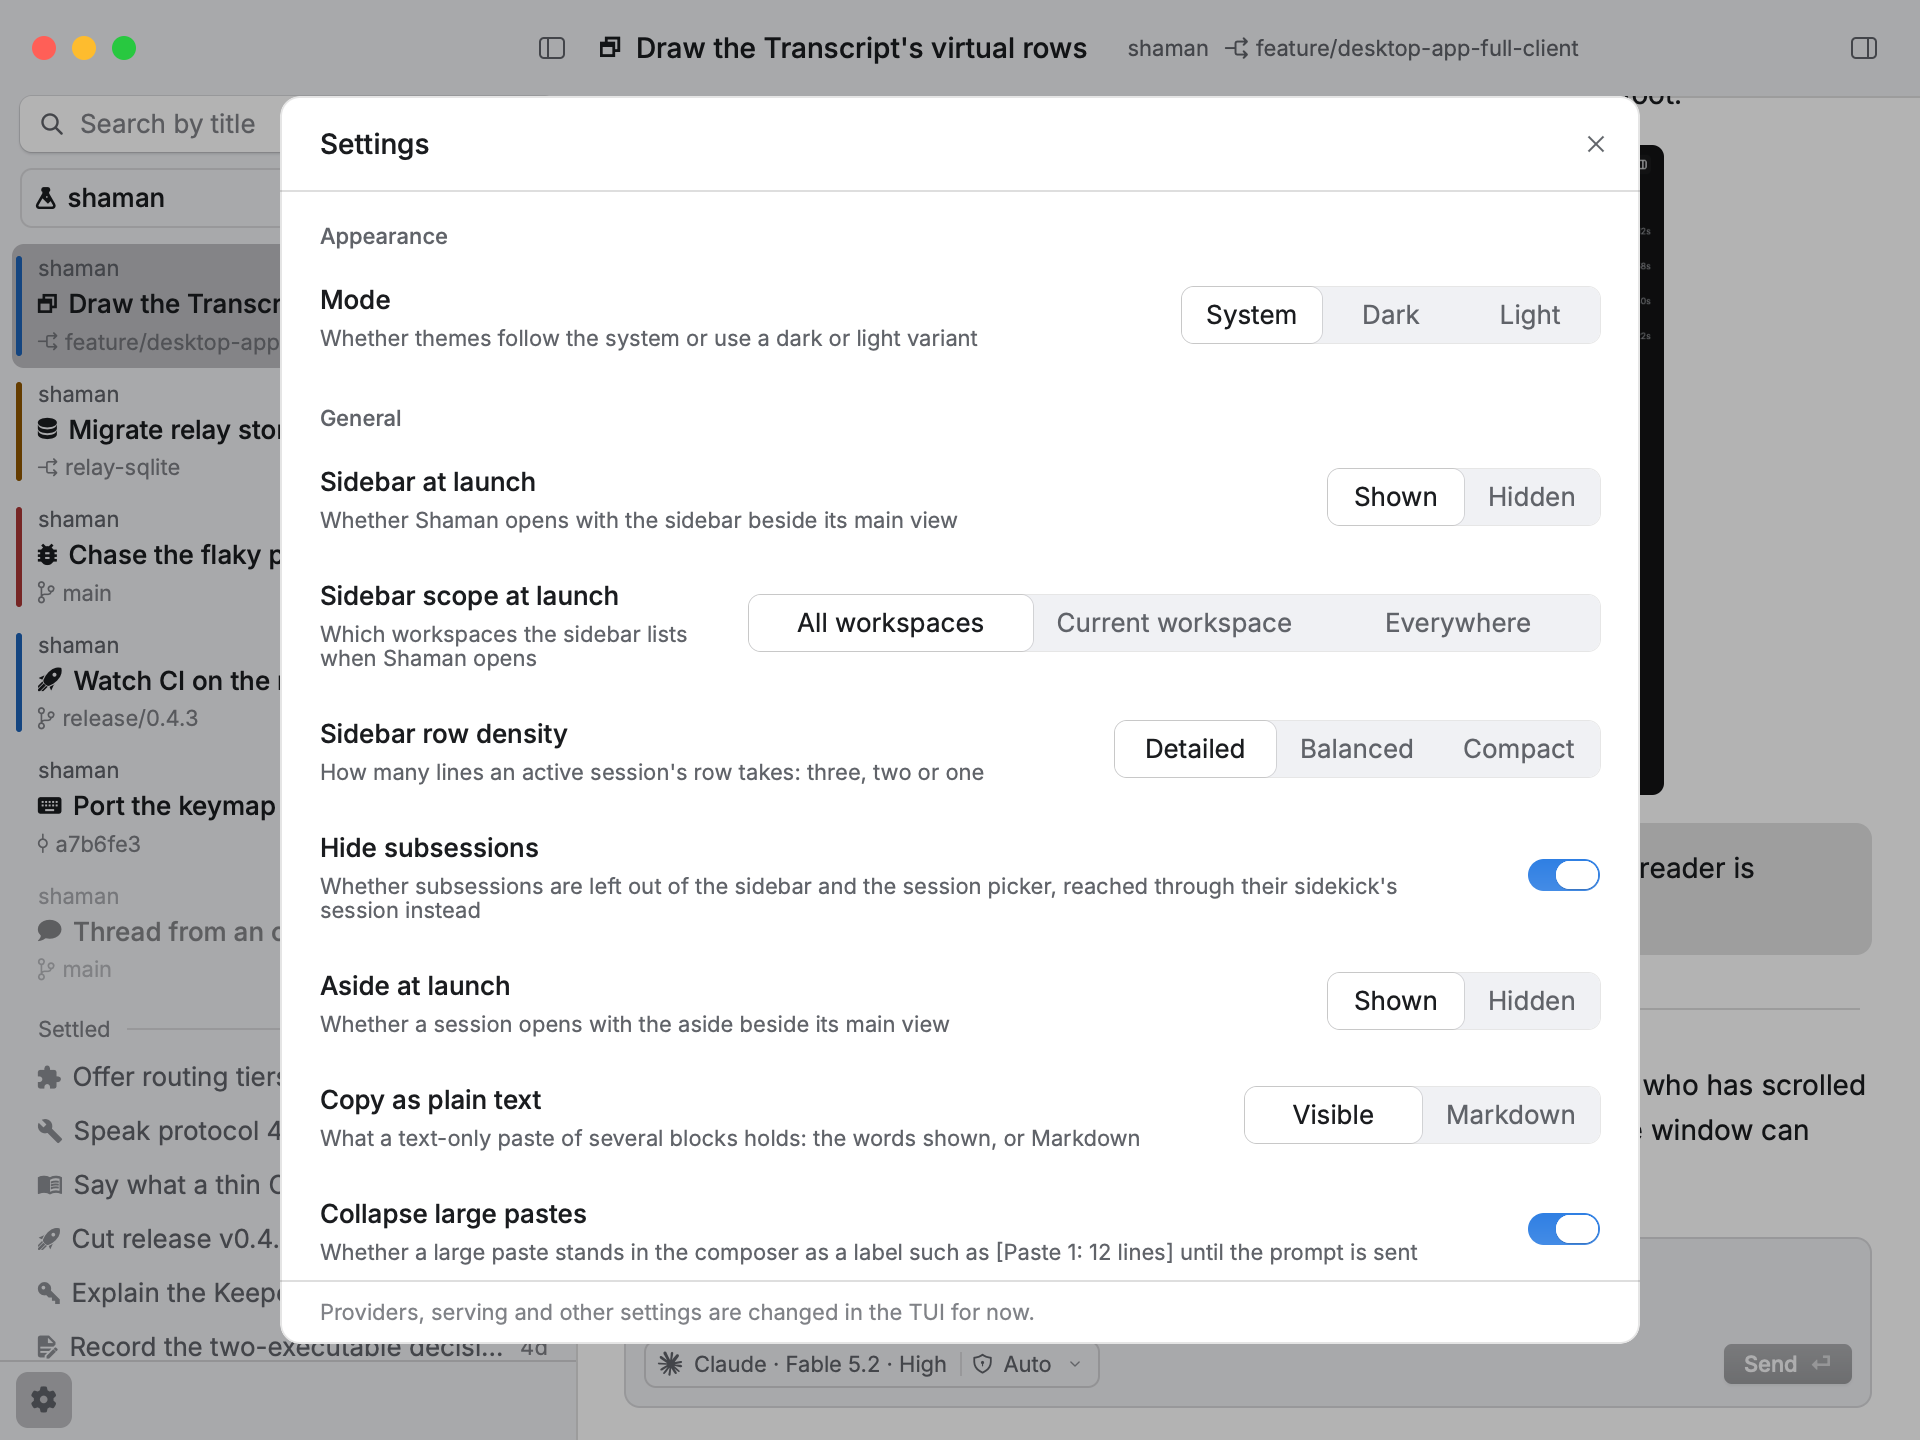 Draw the Transcript's virtual rows
shaman
feature/desktop-app-full-client
Search by title
shaman
shaman
Draw the Transcr
feature/desktop-app
shaman
Migrate relay stor
relay-sqlite
shaman
Chase the flaky p
main
shaman
Watch CI on the
release/0.4.3
shaman
Port the keymap
a7b6fe3
shaman
Thread from an
main
Settled
Offer routing tiers
Speak protocol 4
Say what a thin C
Cut release v0.4.
Explain the Keepe
Record the two-executable decisi... 4d
Settings
Appearance
Mode
Whether themes follow the system or use a dark or light variant
System Dark Light
General
Sidebar at launch
Whether Shaman opens with the sidebar beside its main view
Shown Hidden
Sidebar scope at launch
Which workspaces the sidebar lists
when Shaman opens
All workspaces Current workspace Everywhere
Sidebar row density
How many lines an active session's row takes: three, two or one
Detailed Balanced Compact
Hide subsessions
Whether subsessions are left out of the sidebar and the session picker, reached through their sidekick's
session instead
Aside at launch
Whether a session opens with the aside beside its main view
Shown Hidden
Copy as plain text
What a text-only paste of several blocks holds: the words shown, or Markdown
Visible Markdown
Collapse large pastes
Whether a large paste stands in the composer as a label such as [Paste 1: 12 lines] until the prompt is sent
Providers, serving and other settings are changed in the TUI for now.
reader is
who has scrolled
window can
Claude · Fable 5.2 · High
Auto
Send